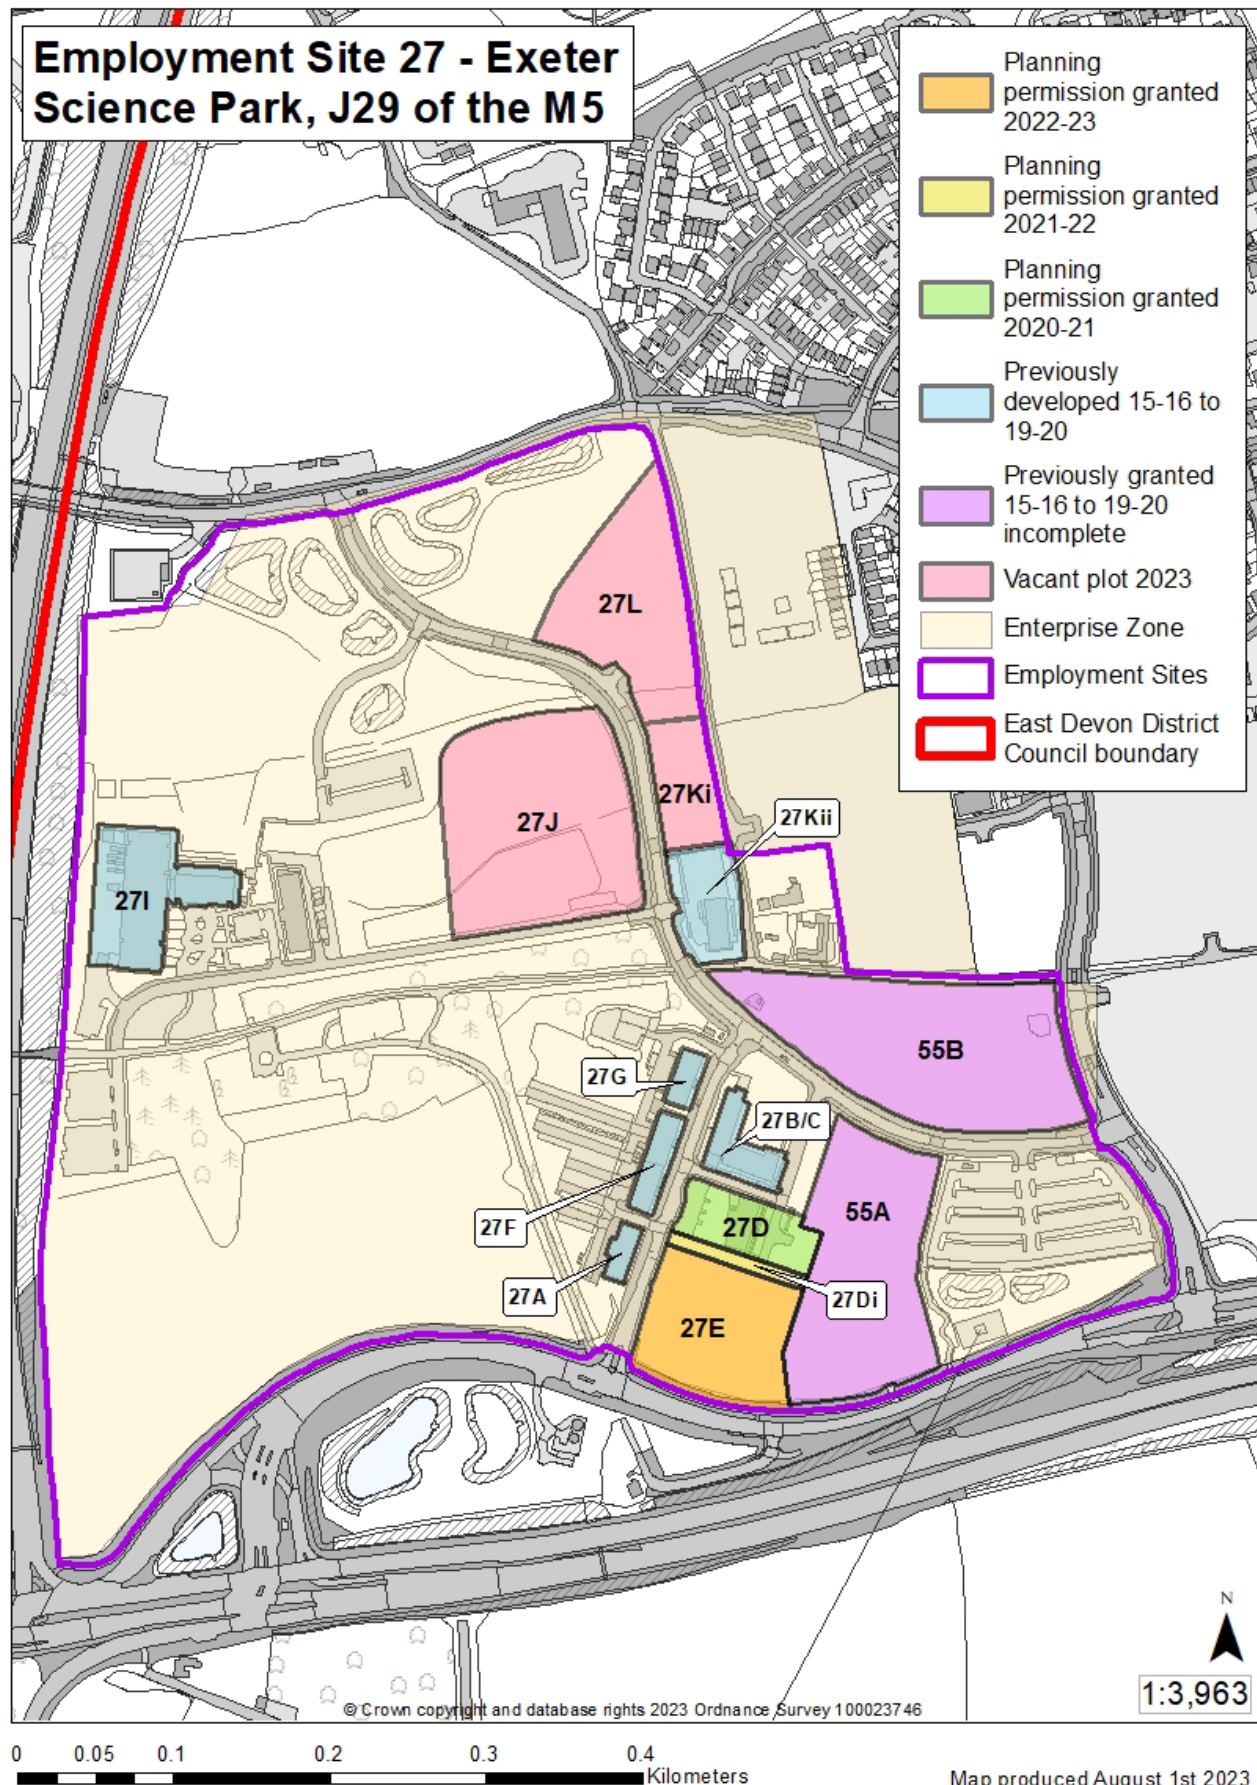 Employment Site 27 - Exeter
Science Park, J29 of the M5
Planning
permission granted
2022-23
Planning
permission granted
2021-22
Planning
permission granted
2020-21
Previously
developed 15-16 to
19-20
Previously granted
15-16 to 19-20
incomplete
Vacant plot 2023
Enterprise Zone
Employment Sites
East Devon District
Council boundary
27L
27Ki
27Kii
27J
27I
55B
27G
27B/C
27F
27D
55A
27A
27Di
27E
N
1:3,963
© Crown copyright and database rights 2023 Ordnance Survey 100023746
0 0.05 0.1 0.2 0.3 0.4
Kilometers
Map produced August 1st 2023